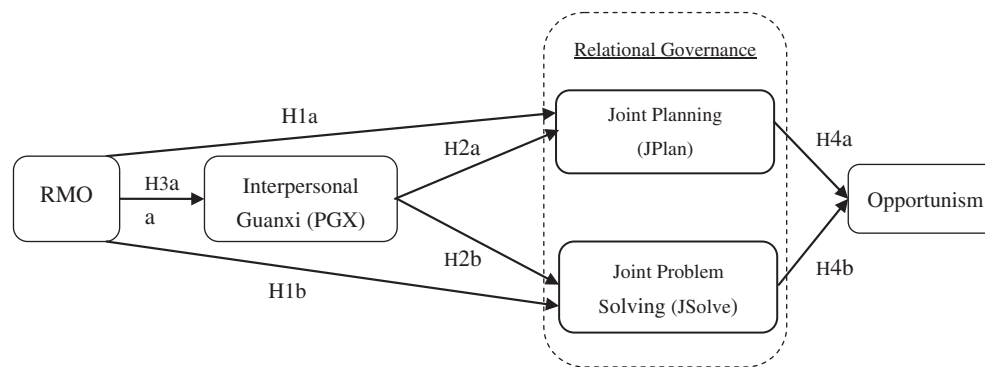 Relational Governance
H1a
Joint Planning
(JPlan)
H2a
H4a
RMO
H3a
a
Interpersonal
Guanxi (PGX)
Opportunism
H2b
H4b
H1b
Joint Problem
Solving (JSolve)